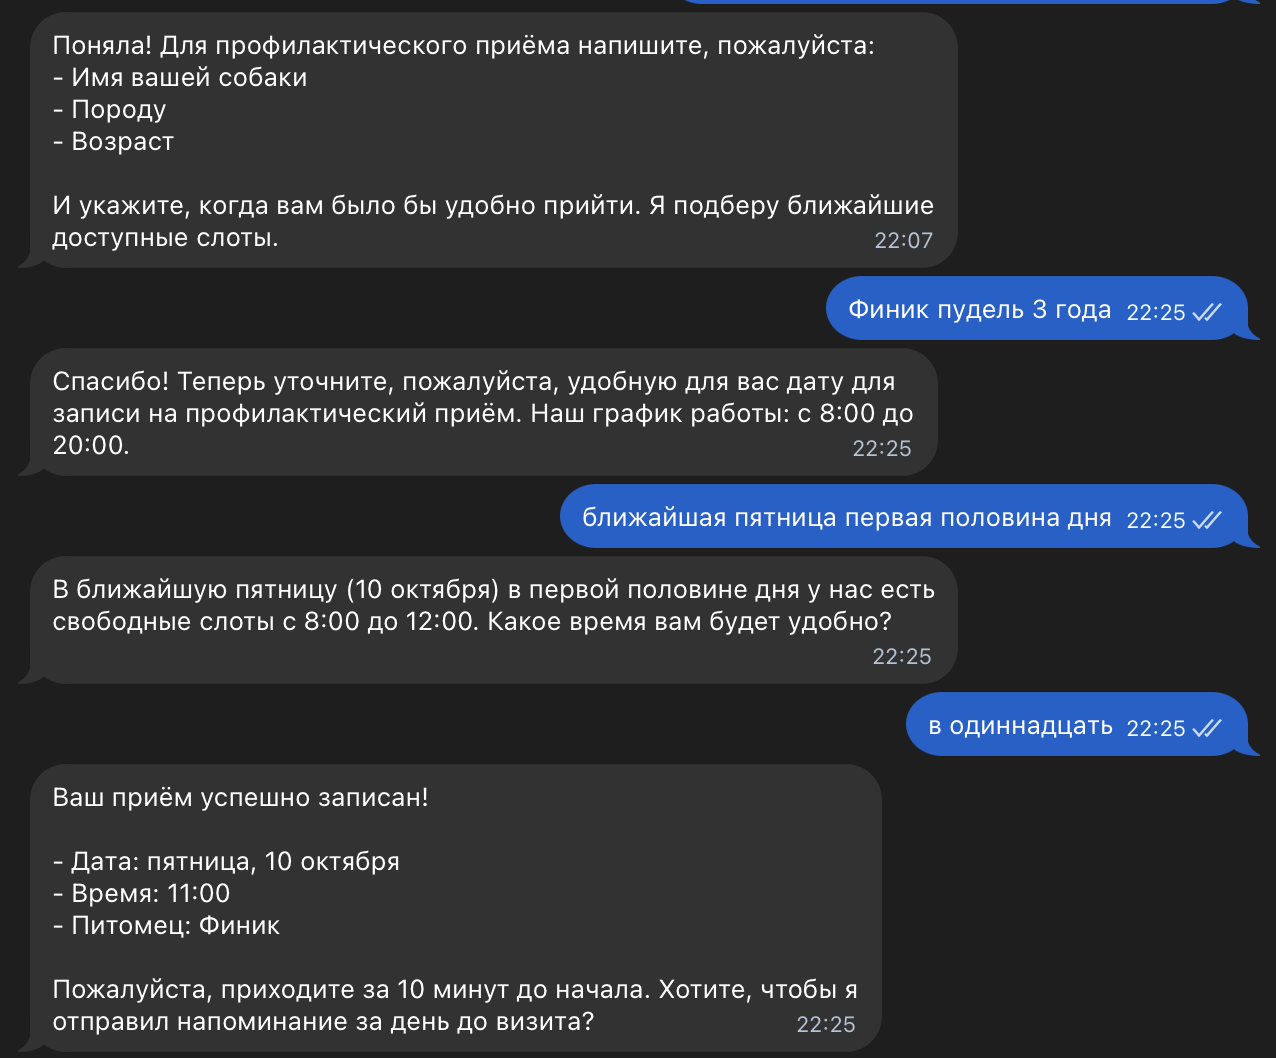 Поняла! Для профилактического приёма напишите, пожалуйста:
- Имя вашей собаки
- Породу
- Возраст
И укажите, когда вам было бы удобно прийти. Я подберу ближайшие
доступные слоты.
22:07
Финик пудель 3 года 22:25
Спасибо! Теперь уточните, пожалуйста, удобную для вас дату для
записи на профилактический приём. Наш график работы: с 8:00 до
20:00.
22:25
ближайшая пятница первая половина дня 22:25
В ближайшую пятницу (10 октября) в первой половине дня у нас есть
свободные слоты с 8:00 до 12:00. Какое время вам будет удобно?
22:25
в одиннадцать 22:25
Ваш приём успешно записан!
- Дата: пятница, 10 октября
- Время: 11:00
- Питомец: Финик
Пожалуйста, приходите за 10 минут до начала. Хотите, чтобы я
отправил напоминание за день до визита?
22:25